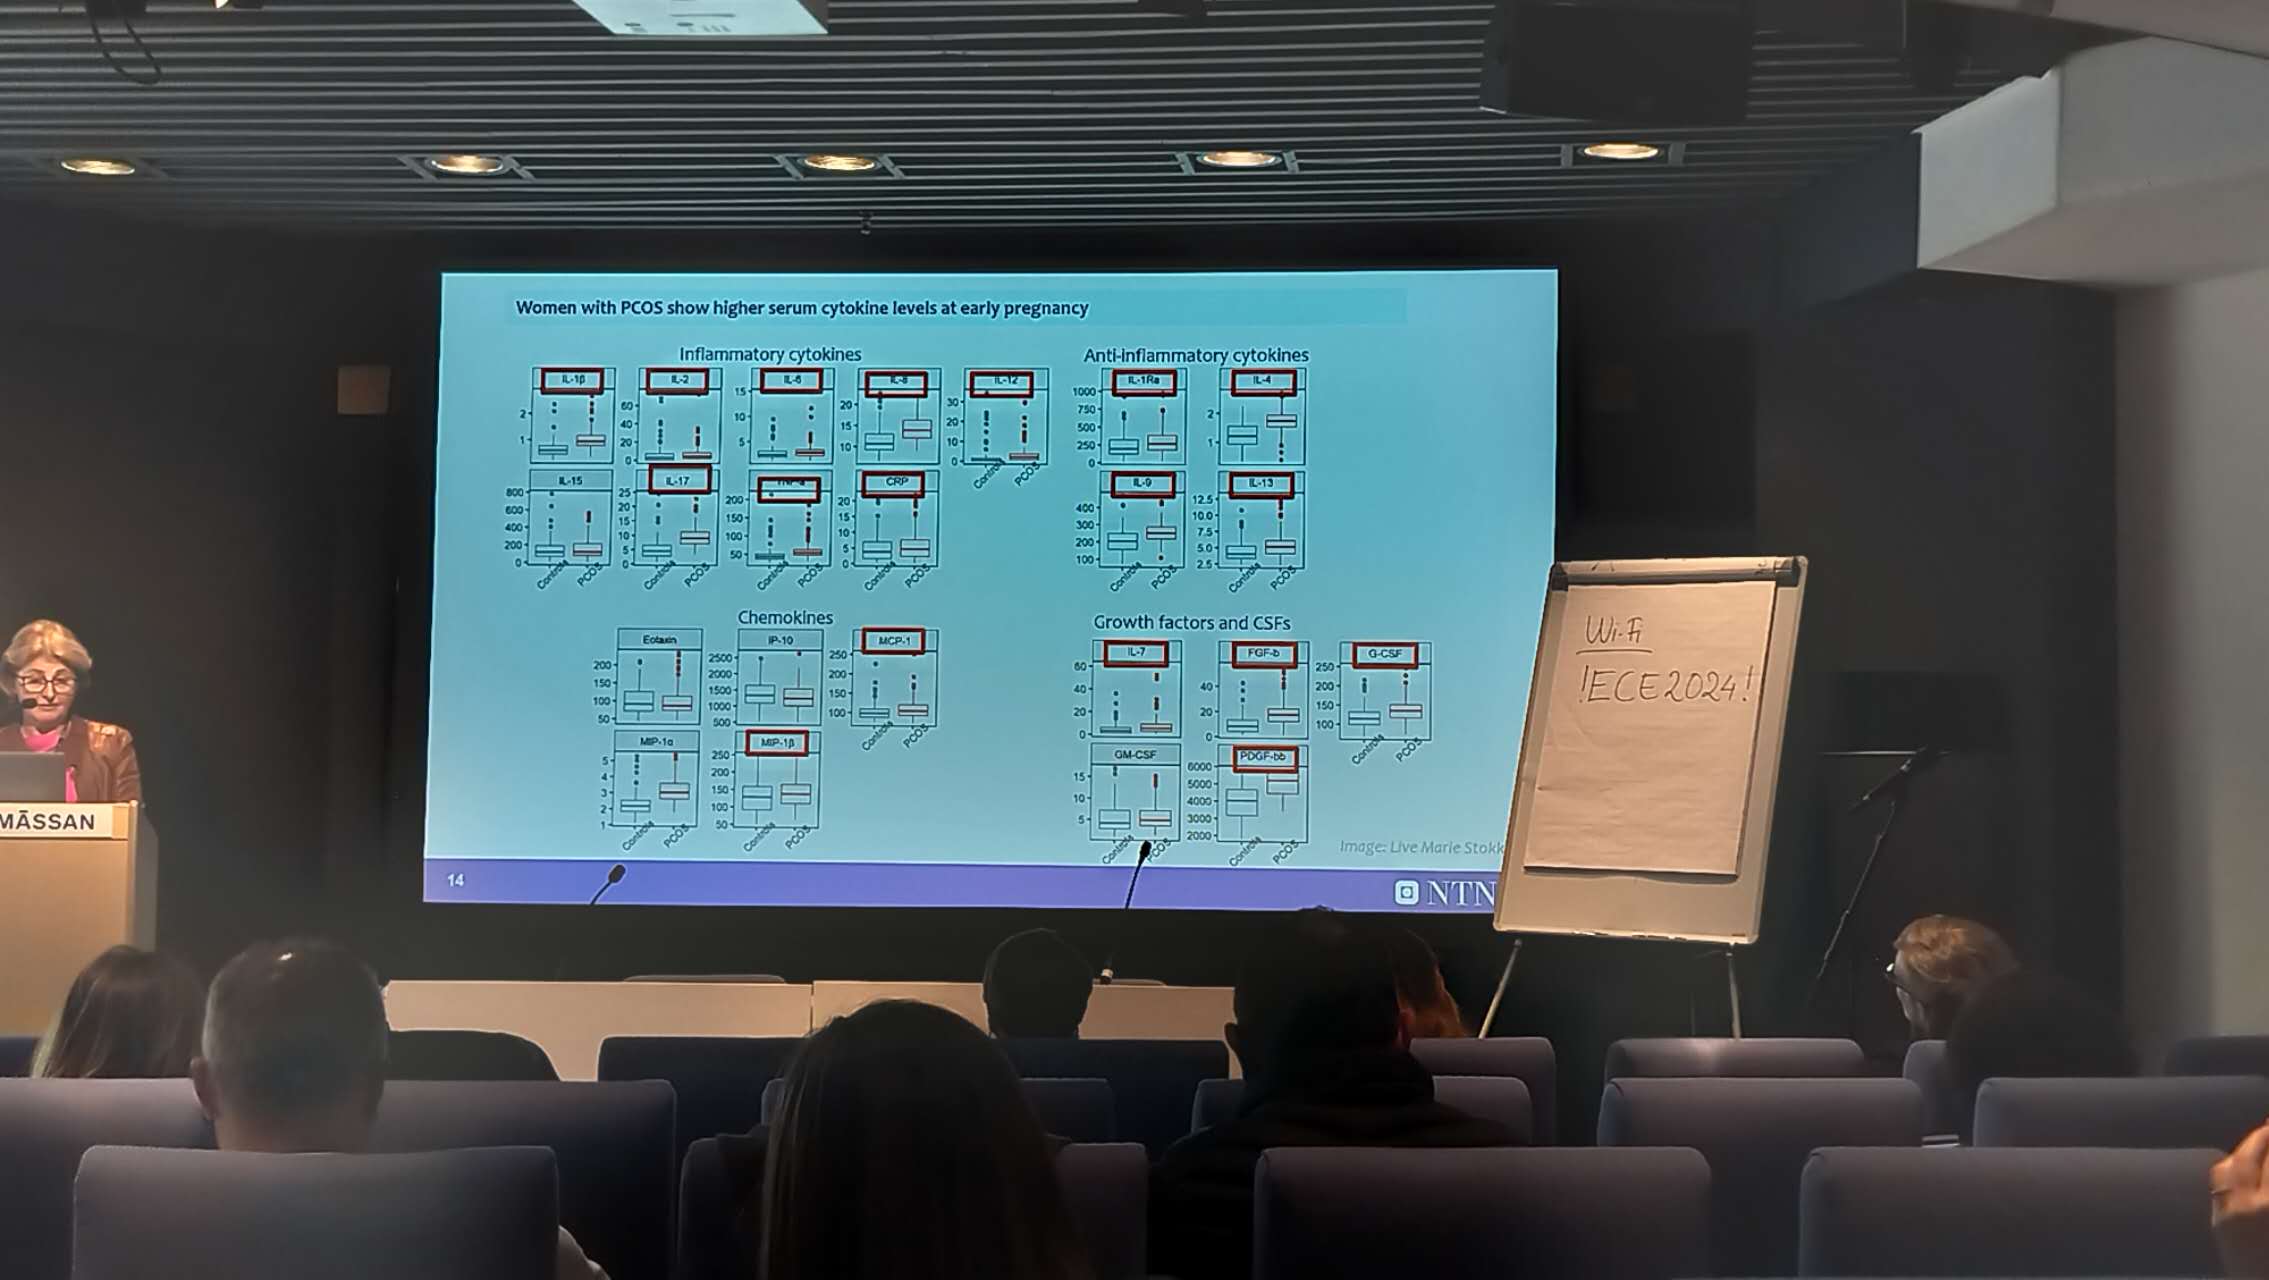 Women with PCOS show higher serum cytokine levels at early pregnancy
Inflammatory cytokines
IL-1β IL-2 IL-6 IL-8 IL-12
2 1
60 40 20 0
15 10 5
20 15 10
30 20 10 0
Controls PCOS
IL-15 IL-17 TNF-α CRP
800 600 400 200 0
25 20 15 10 5 0
200 150 100 50
20 15 10 5 0
Controls PCOS Controls PCOS Controls PCOS Controls PCOS
Anti-inflammatory cytokines
IL-1Ra IL-4
1000 750 500 250 0
2 1
IL-9 IL-13
400 300 200 100
12.5 10.0 7.5 5.0 2.5
Controls PCOS Controls PCOS
Chemokines
Eotaxin IP-10 MCP-1
200 150 100 50
2500 2000 1500 1000 500
250 200 150 100
Controls PCOS
MIP-1α MIP-1β
5 4 3 2 1
250 200 150 100 50
Controls PCOS Controls PCOS
Growth factors and CSFs
IL-7 FGF-b G-CSF
60 40 20 0
40 20 0
250 200 150 100
Controls PCOS
GM-CSF PDGF-bb
15 10 5
6000 5000 4000 3000 2000
Controls PCOS Controls PCOS
Image: Live Marie Stokk
14
NTN
Wi-Fi
!ECE2024!
MÄSSAN